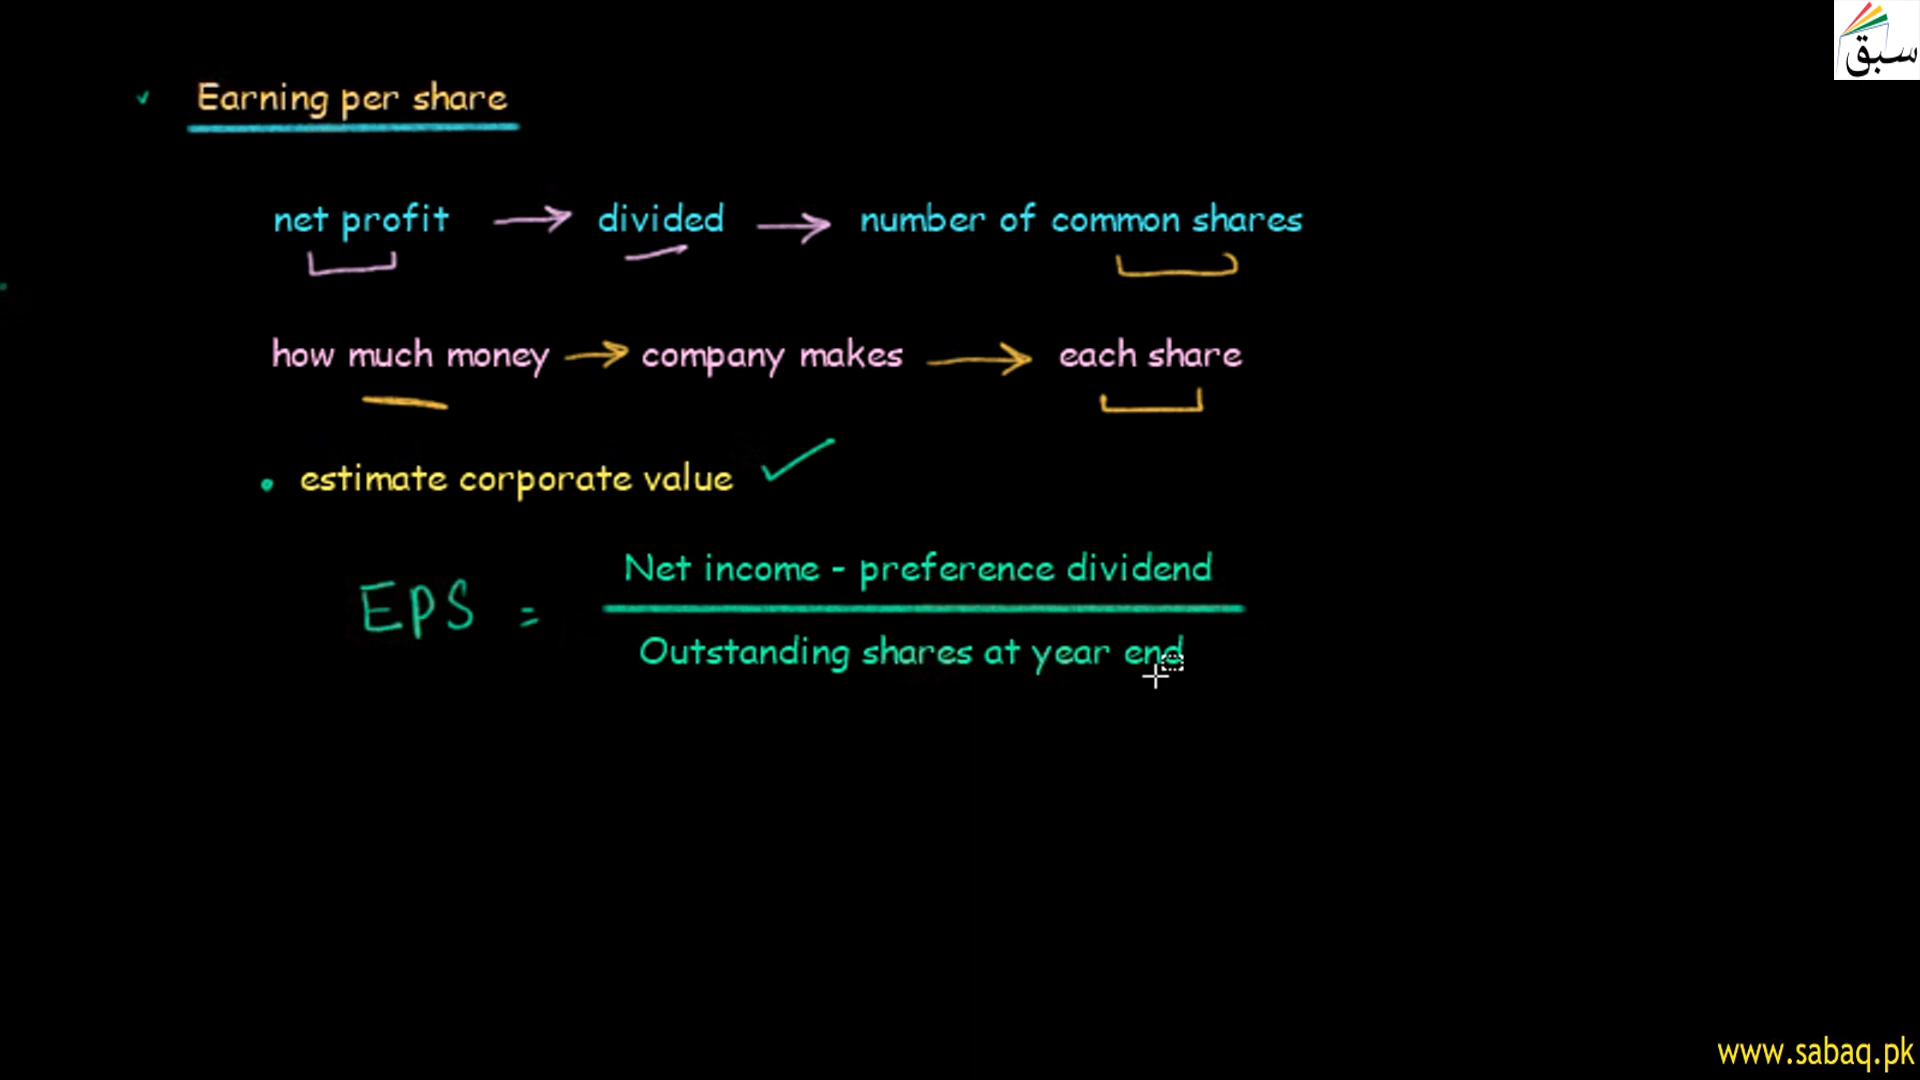 سبق
Earning per share
net profit → divided → number of common shares
how much money → company makes → each share
• estimate corporate value ✓
EPS =
Net income - preference dividend
Outstanding shares at year end
www.sabaq.pk